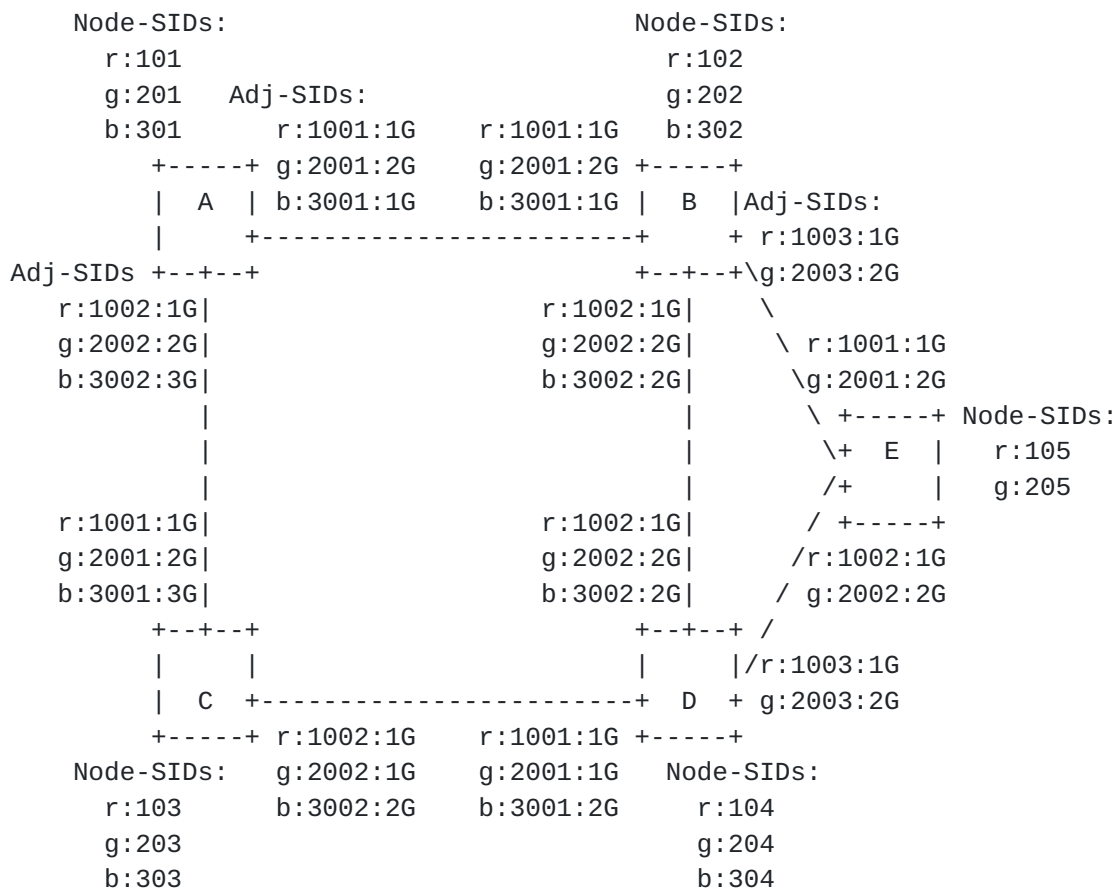 Node-SIDs: Node-SIDs:
r:101 r:102
g:201 Adj-SIDs: g:202
b:301 r:1001:1G r:1001:1G b:302
g:2001:2G g:2001:2G
A b:3001:1G b:3001:1G B Adj-SIDs:
r:1003:1G
Adj-SIDs g:2003:2G
r:1002:1G r:1002:1G
g:2002:2G g:2002:2G r:1001:1G
b:3002:3G b:3002:2G g:2001:2G
Node-SIDs:
E r:105
g:205
r:1001:1G r:1002:1G
g:2001:2G g:2002:2G r:1002:1G
b:3001:3G b:3002:2G g:2002:2G
r:1003:1G
C D g:2003:2G
r:1002:1G r:1001:1G
Node-SIDs: g:2002:1G g:2001:1G Node-SIDs:
r:103 b:3002:2G b:3001:2G r:104
g:203 g:204
b:303 b:304